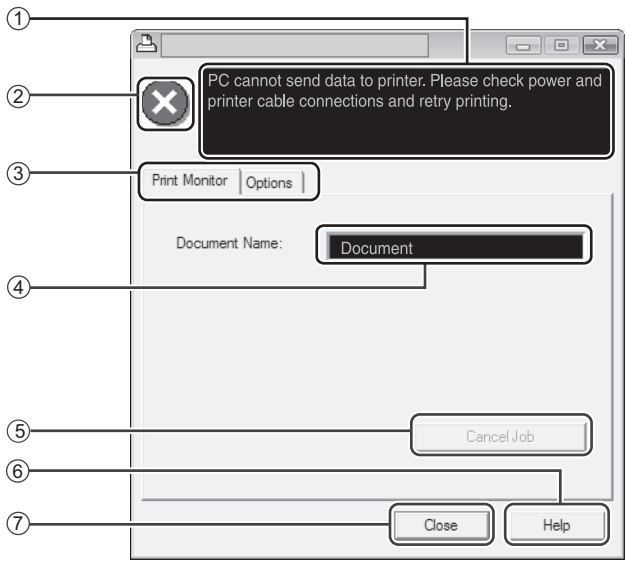 ①
②
PC cannot send data to printer. Please check power and
printer cable connections and retry printing.
③
Print Monitor Options
Document Name: Document
④
⑤
Cancel Job
⑥
⑦
Close Help